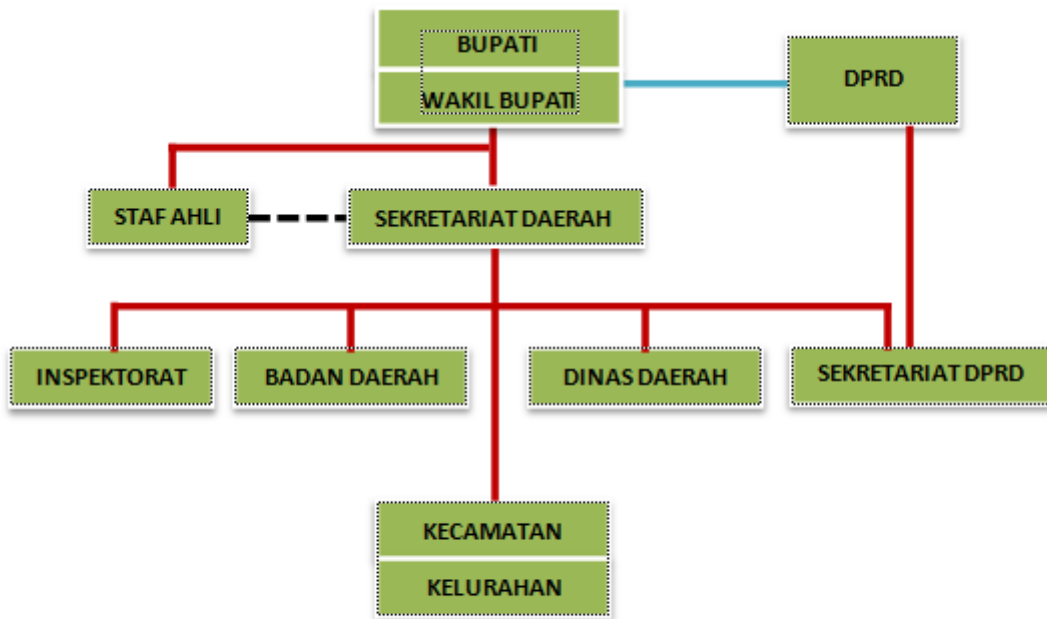 BUPATI
WAKIL BUPATI
DPRD
STAF AHLI
SEKRETARIAT DAERAH
INSPEKTORAT
BADAN DAERAH
DINAS DAERAH
SEKRETARIAT DPRD
KECAMATAN
KELURAHAN